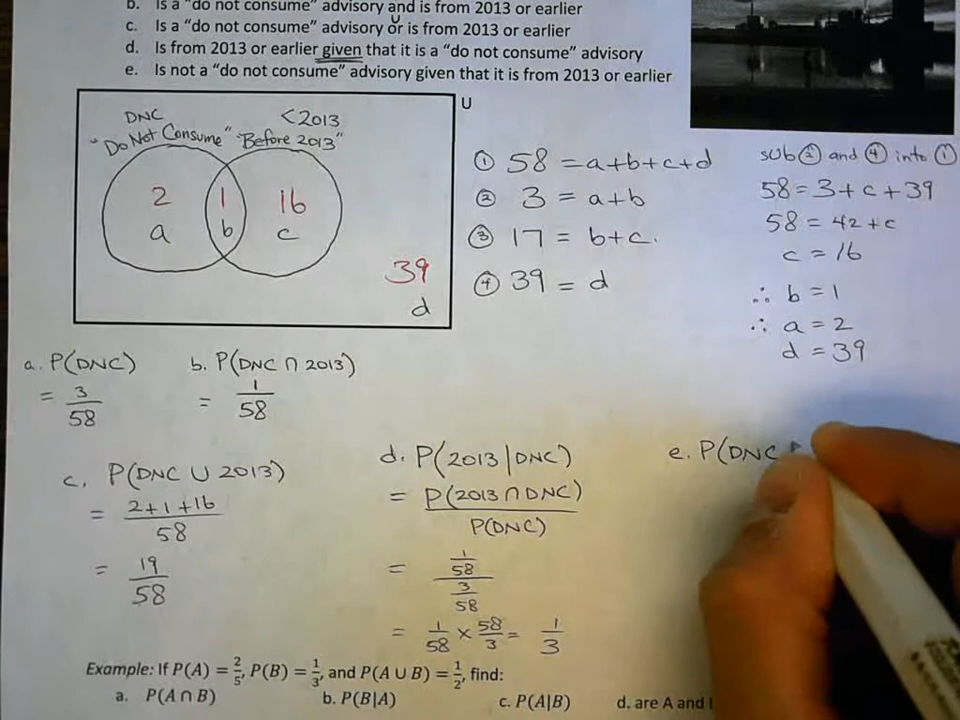 b. Is a "do not consume" advisory and is from 2013 or earlier
c. Is a "do not consume" advisory or is from 2013 or earlier
U
d. Is from 2013 or earlier given that it is a "do not consume" advisory
e. Is not a "do not consume" advisory given that it is from 2013 or earlier
U
DNC
"Do Not Consume"
<2013
"Before 2013"
2 1 16
a b c
39
d
① 58 = a+b+c+d
② 3 = a+b
③ 17 = b+c.
④ 39 = d
sub ② and ④ into ①
58 = 3+c+39
58 = 42+c
c = 16
∴ b = 1
∴ a = 2
d = 39
a. P(DNC)
= 3/58
b. P(DNC ∩ 2013)
= 1/58
c. P(DNC ∪ 2013)
= 2+1+16/58
= 19/58
d. P(2013|DNC)
= P(2013 ∩ DNC)/P(DNC)
= 1/58 / 3/58
= 1/58 × 58/3 = 1/3
e. P(DNC
Example: If P(A) = 2/5, P(B) = 1/3, and P(A ∪ B) = 1/2, find:
a. P(A ∩ B) b. P(B|A) c. P(A|B) d. are A and